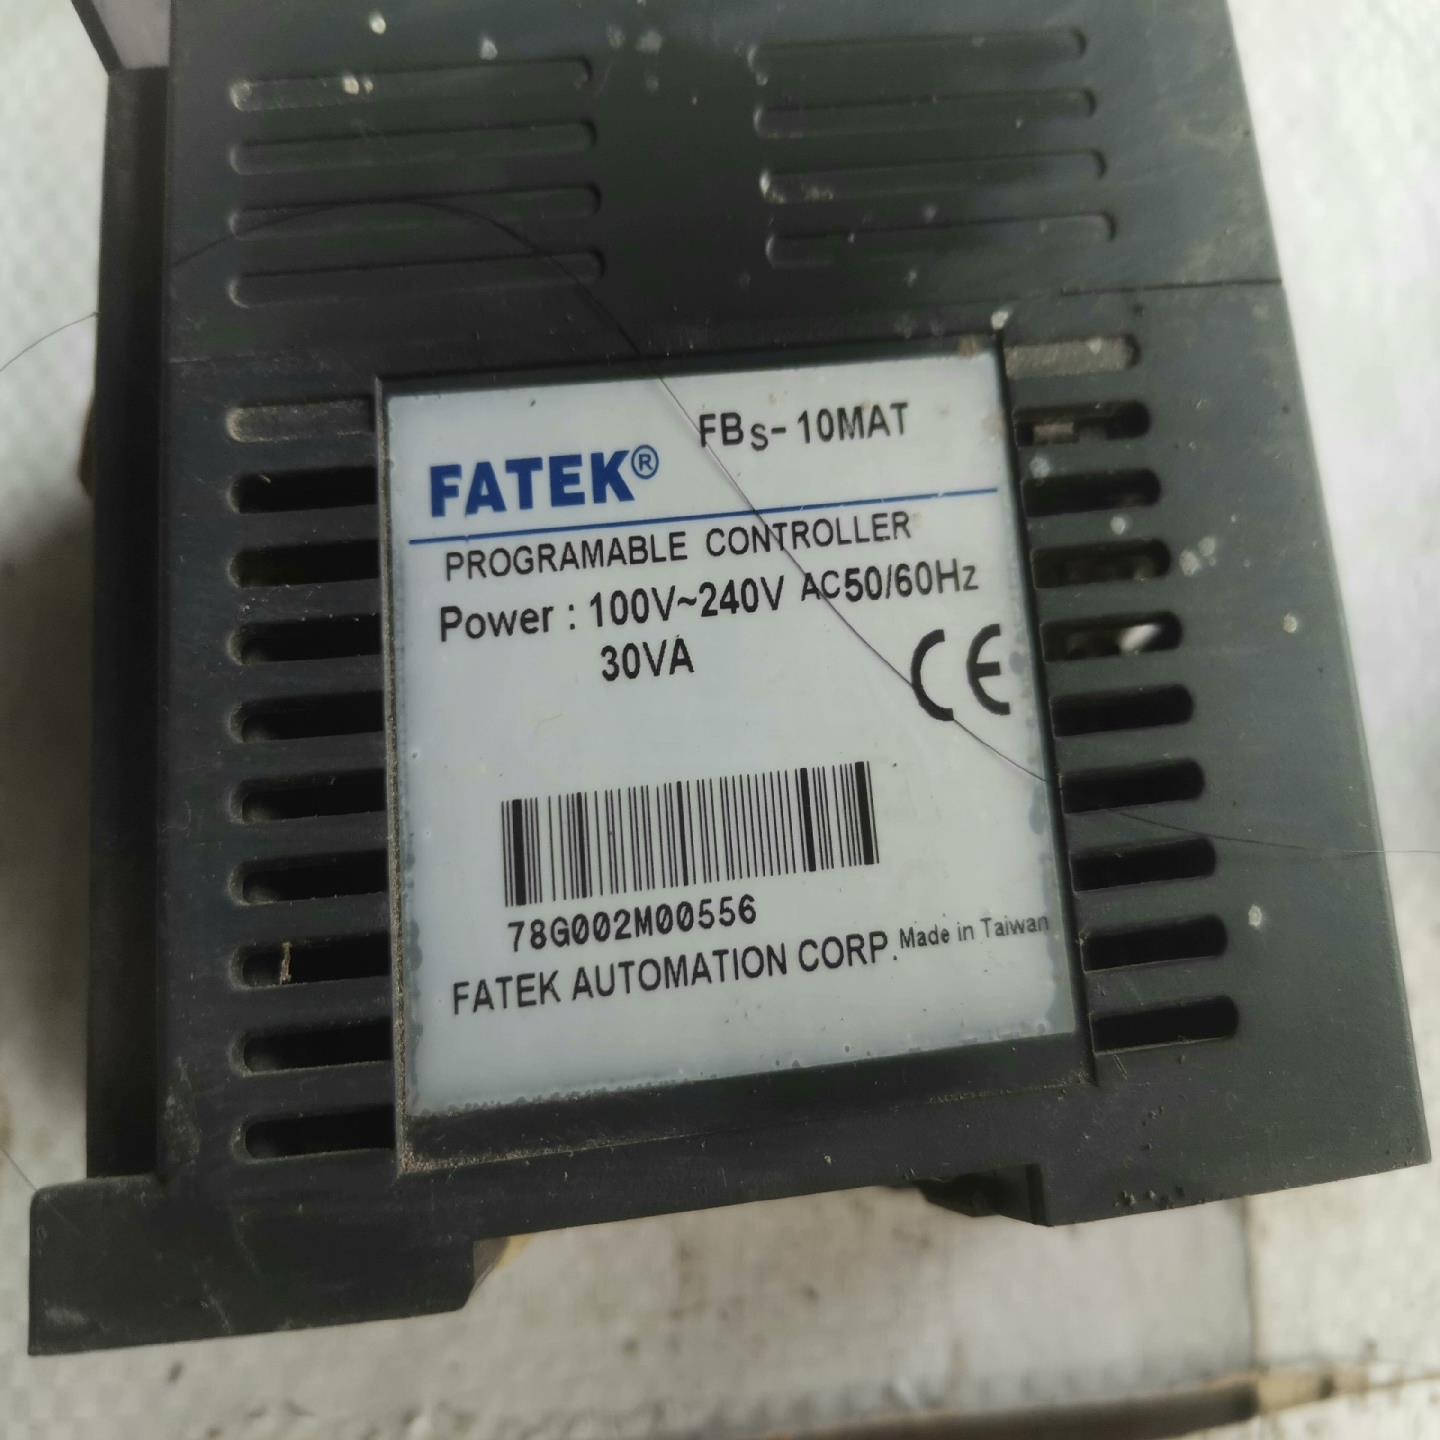 FBs-10MAT
FATEK®
PROGRAMABLE CONTROLLER
Power : 100V~240V AC50/60Hz
30VA
CE
78G002M00556
FATEK AUTOMATION CORP. Made in Taiwan